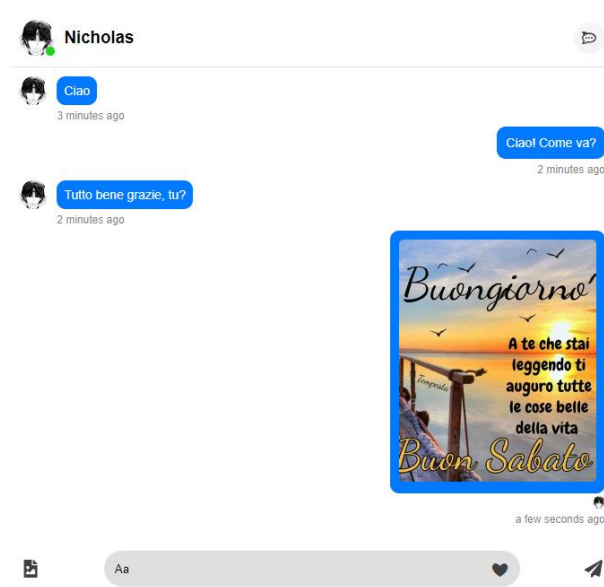 Nicholas
Ciao
3 minutes ago
Ciao! Come va?
2 minutes ago
Tutto bene grazie, tu?
2 minutes ago
Buongiorno
A te che stai
leggendo ti
auguro tutte
le cose belle
della vita
Tempesta
Buon Sabato
a few seconds ago
Aa